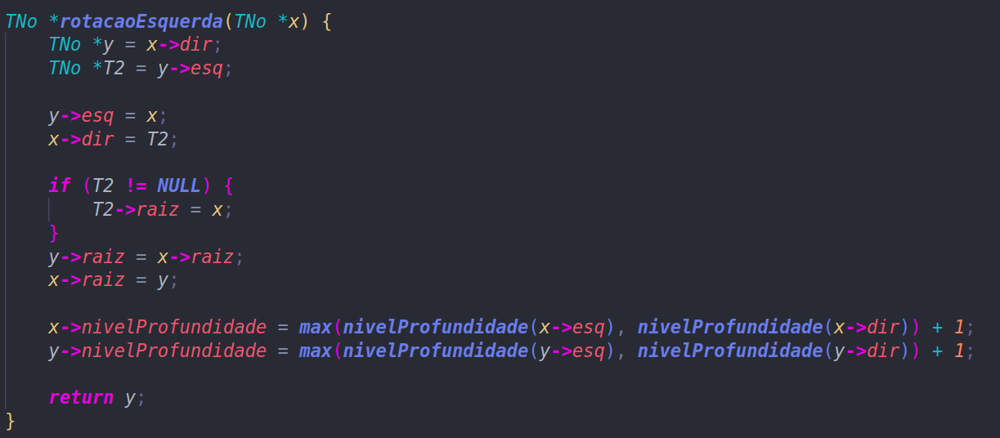 TNo *rotacaoEsquerda(TNo *x) {
    TNo *y = x->dir;
    TNo *T2 = y->esq;

    y->esq = x;
    x->dir = T2;

    if (T2 != NULL) {
        T2->raiz = x;
    }
    y->raiz = x->raiz;
    x->raiz = y;

    x->nivelProfundidade = max(nivelProfundidade(x->esq), nivelProfundidade(x->dir)) + 1;
    y->nivelProfundidade = max(nivelProfundidade(y->esq), nivelProfundidade(y->dir)) + 1;

    return y;
}